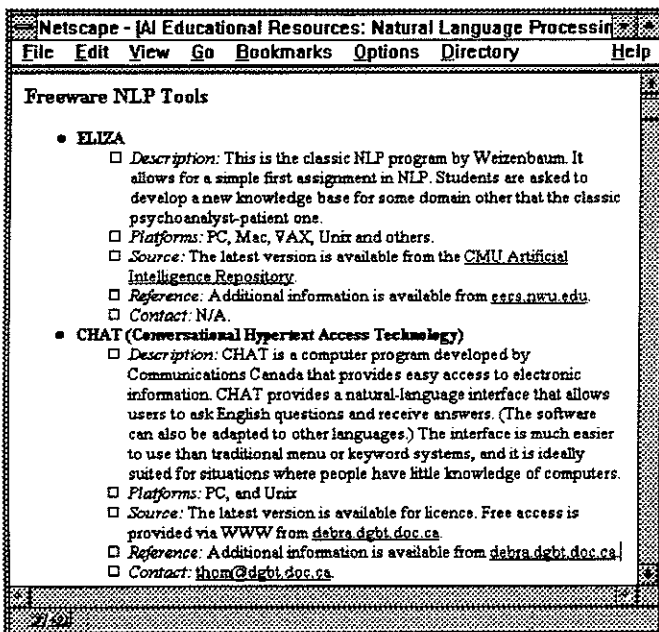 Netscape - [AI Educational Resources: Natural Language Processin
File Edit View Go Bookmarks Options Directory Help
Freeware NLP Tools
• ELIZA
□ Description: This is the classic NLP program by Weizenbaum. It
allows for a simple first assignment in NLP. Students are asked to
develop a new knowledge base for some domain other that the classic
psychoanalyst-patient one.
□ Platforms: PC, Mac, VAX, Unix and others.
□ Source: The latest version is available from the CMU Artificial
Intelligence Repository.
□ Reference: Additional information is available from eecs.nwu.edu.
□ Contact: N/A.
• CHAT (Conversational Hypertext Access Technology)
□ Description: CHAT is a computer program developed by
Communications Canada that provides easy access to electronic
information. CHAT provides a natural-language interface that allows
users to ask English questions and receive answers. (The software
can also be adapted to other languages.) The interface is much easier
to use than traditional menu or keyword systems, and it is ideally
suited for situations where people have little knowledge of computers.
□ Platforms: PC, and Unix
□ Source: The latest version is available for licence. Free access is
provided via WWW from debra.dgbt.doc.ca.
□ Reference: Additional information is available from debra.dgbt.doc.ca
□ Contact: thom@dgbt.doc.ca.